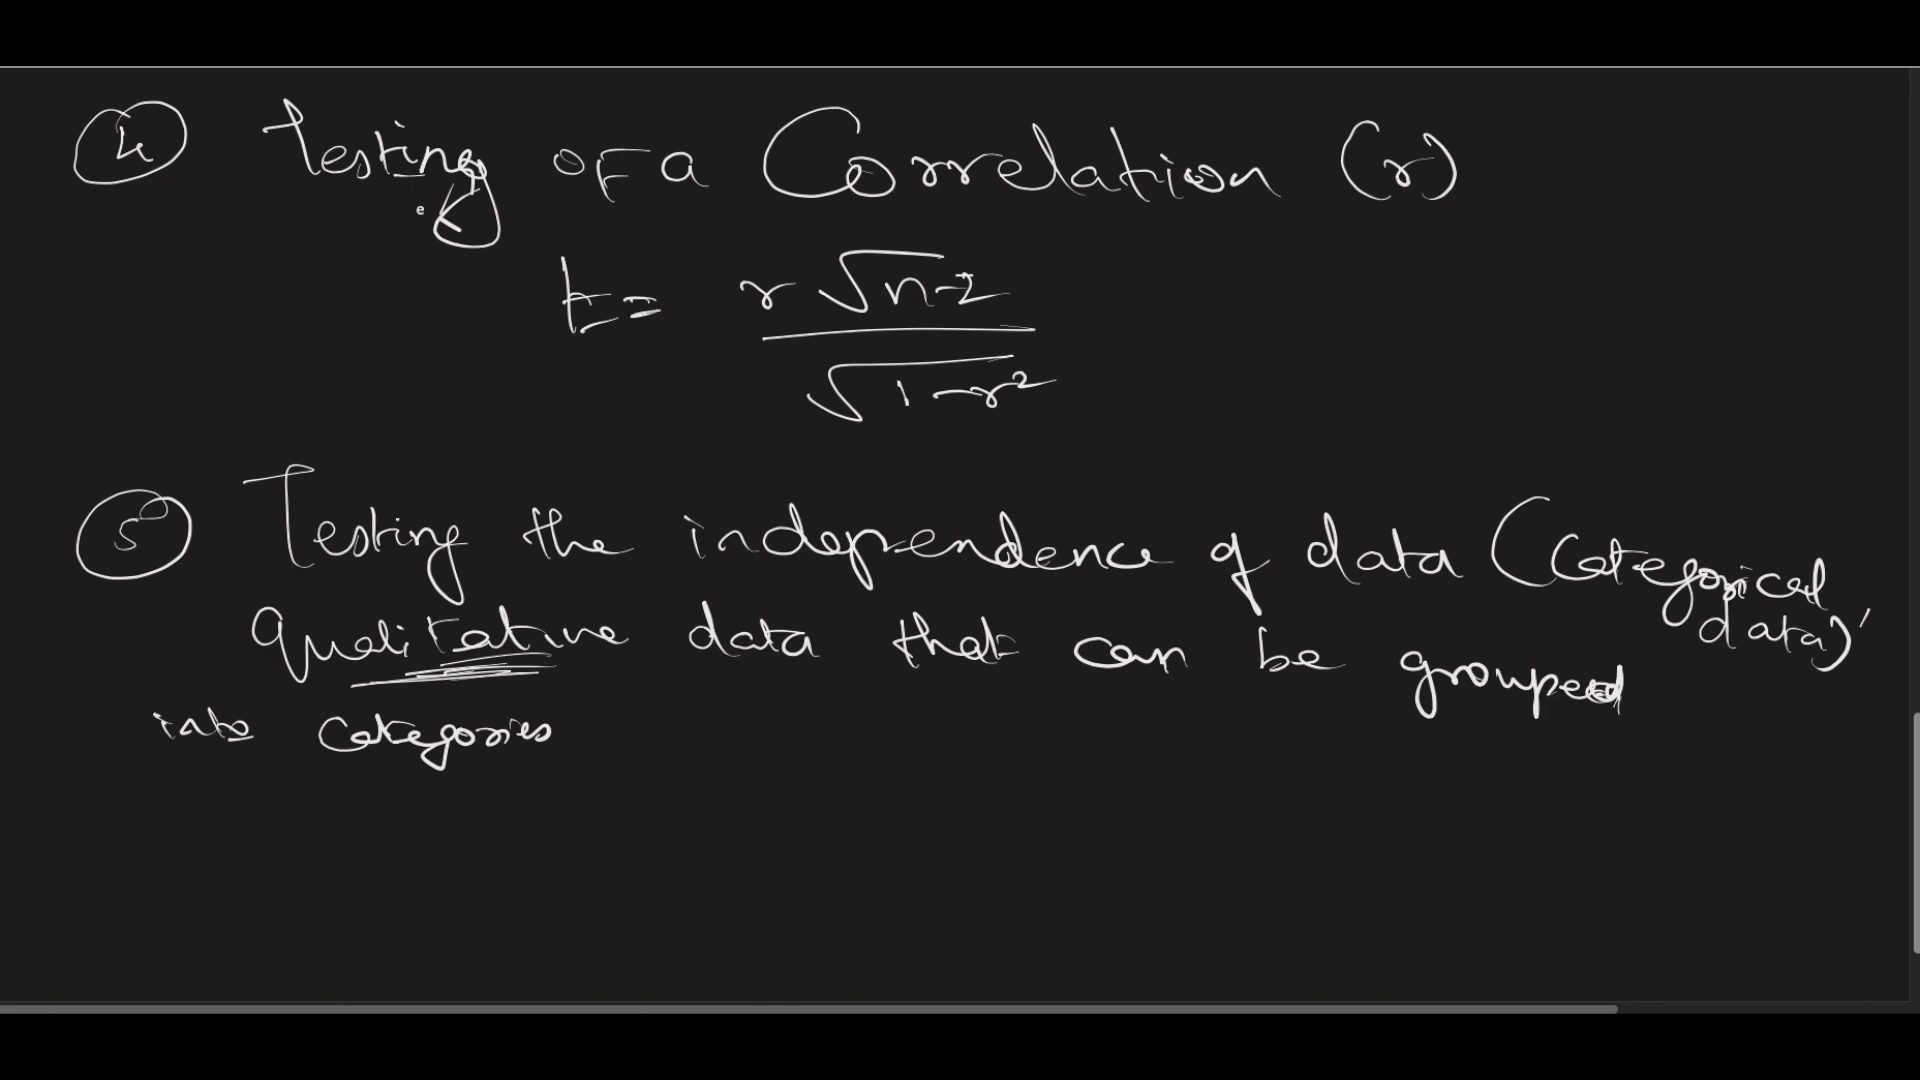 4 Testing of a Correlation (r)
t = r √n-2 / √1-r²
5 Testing the independence of data (Categorical data)
Qualitative data that can be grouped
into Categories